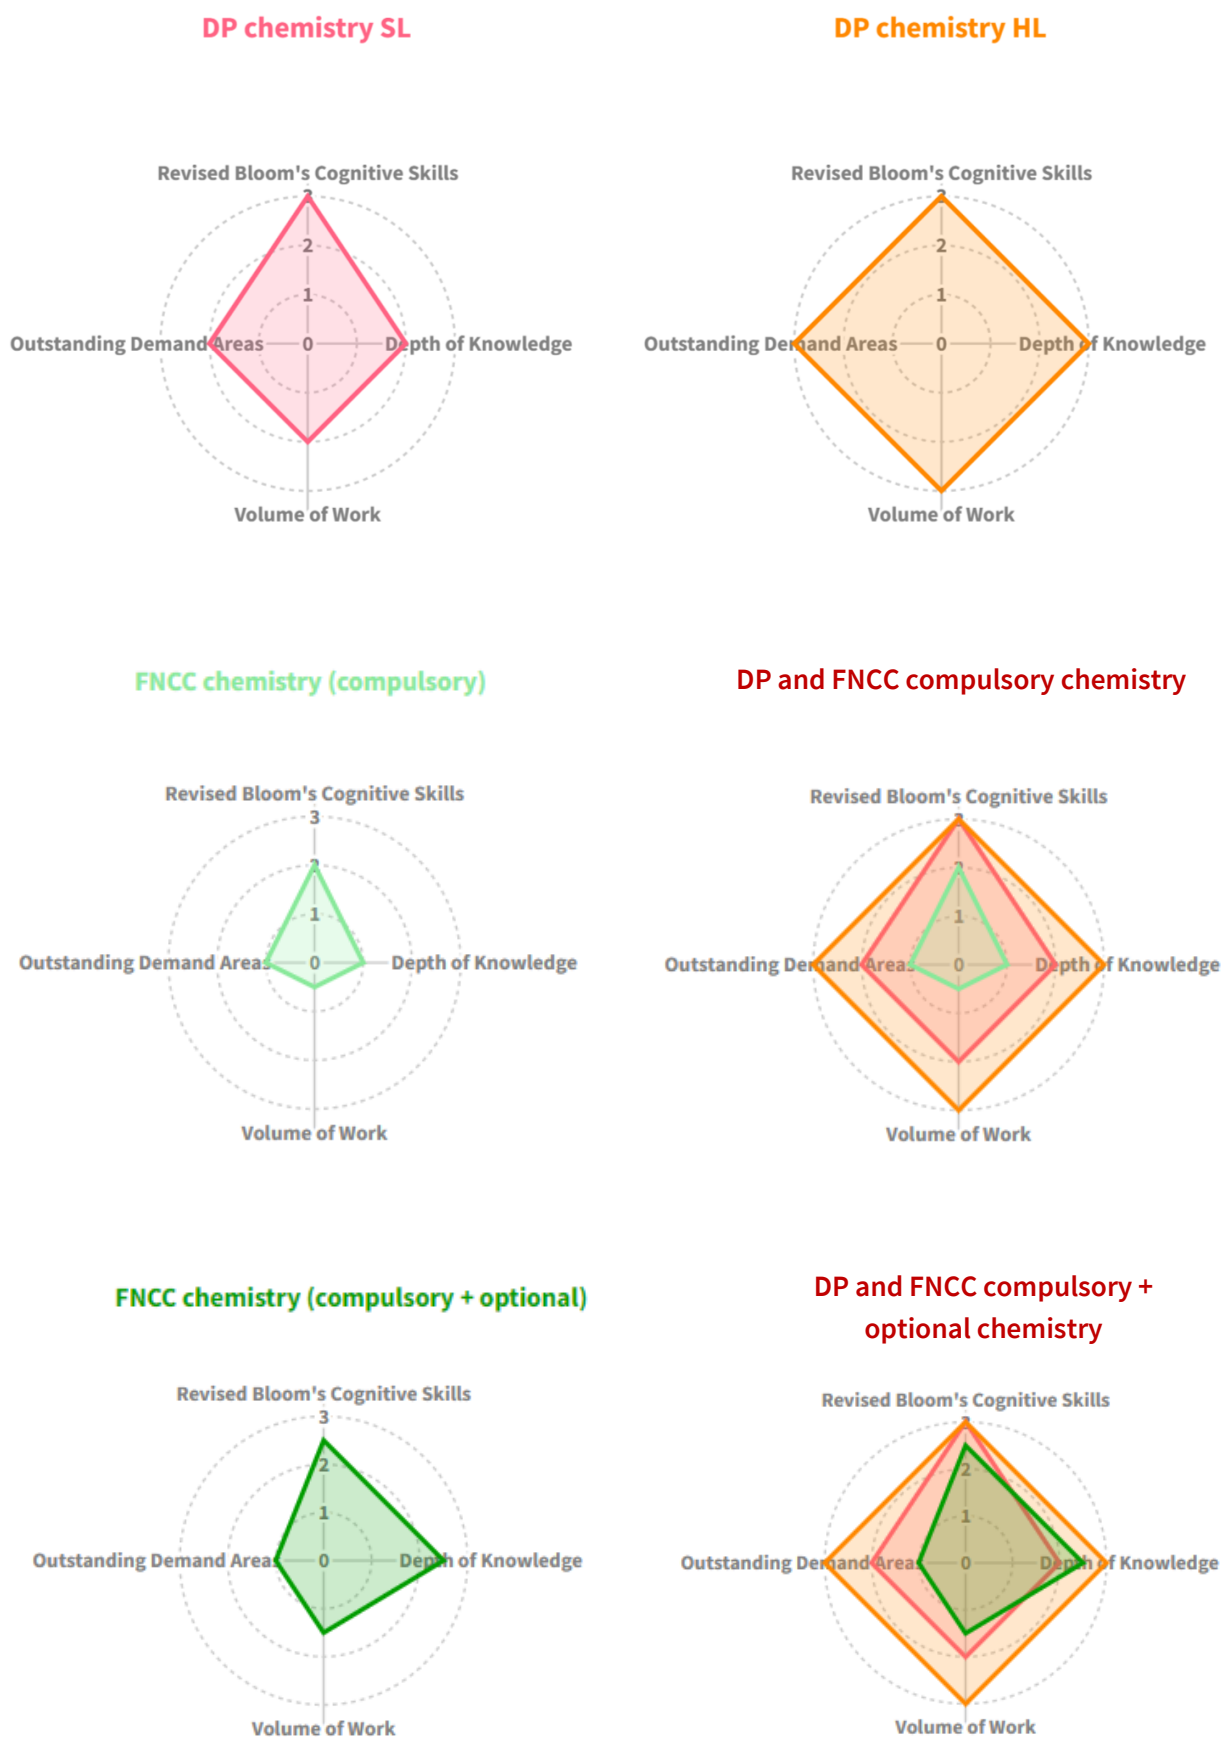 DP chemistry SL
Revised Bloom's Cognitive Skills
3
2
1
Outstanding Demand Areas 0 Depth of Knowledge
Volume of Work
DP chemistry HL
Revised Bloom's Cognitive Skills
3
2
1
Outstanding Demand Areas 0 Depth of Knowledge
Volume of Work
FNCC chemistry (compulsory)
Revised Bloom's Cognitive Skills
3
2
1
Outstanding Demand Areas 0 Depth of Knowledge
Volume of Work
DP and FNCC compulsory chemistry
Revised Bloom's Cognitive Skills
3
2
1
Outstanding Demand Areas 0 Depth of Knowledge
Volume of Work
FNCC chemistry (compulsory + optional)
Revised Bloom's Cognitive Skills
3
2
1
Outstanding Demand Areas 0 Depth of Knowledge
Volume of Work
DP and FNCC compulsory +
optional chemistry
Revised Bloom's Cognitive Skills
3
2
1
Outstanding Demand Areas 0 Depth of Knowledge
Volume of Work